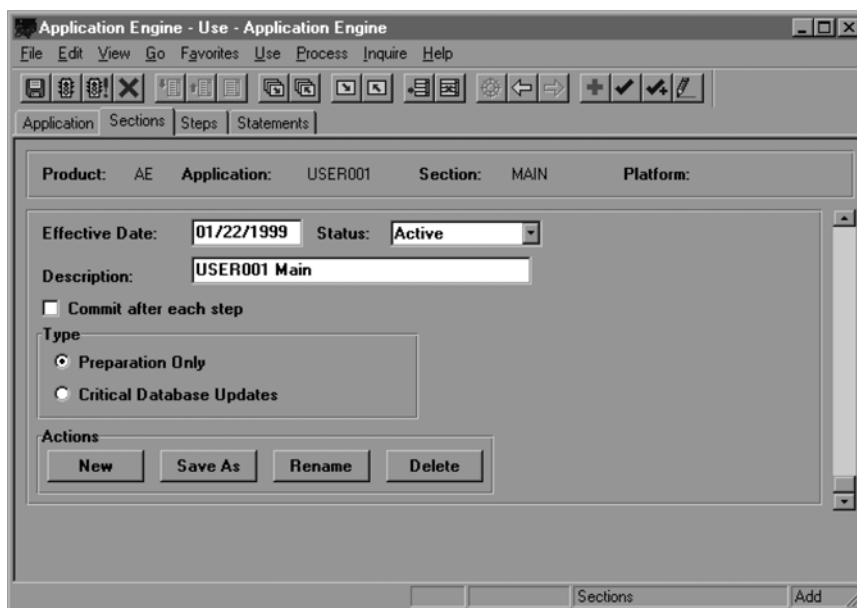 Application Engine - Use - Application Engine
File Edit View Go Favorites Use Process Inquire Help
Application Sections Steps Statements
Product: AE Application: USER001 Section: MAIN Platform:
Effective Date: 01/22/1999 Status: Active
Description: USER001 Main
Commit after each step
Type
Preparation Only
Critical Database Updates
Actions
New Save As Rename Delete
Sections Add